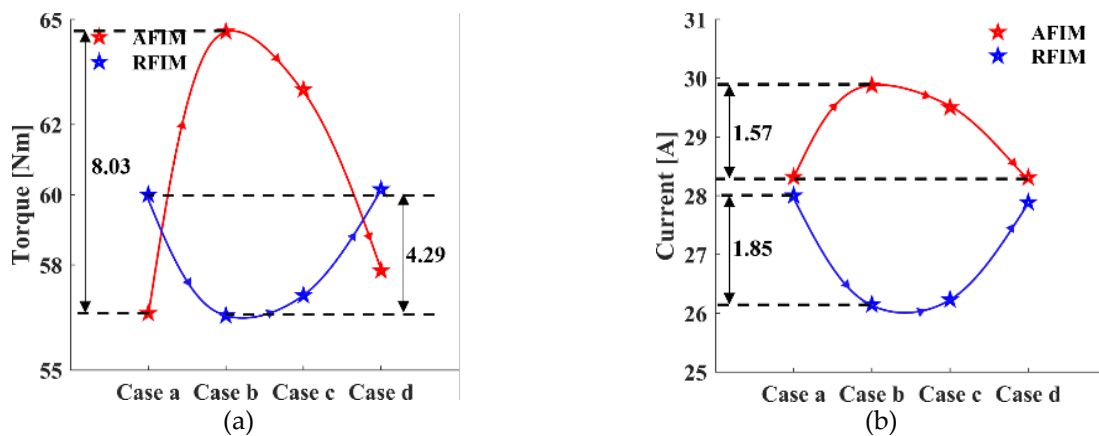 65
AFIM
RFIM
62
8.03
60
4.29
58
55
Torque [Nm]
Case a Case b Case c Case d
(a)
AFIM
RFIM
30
1.57
29
28
1.85
27
26
25
Current [A]
Case a Case b Case c Case d
(b)